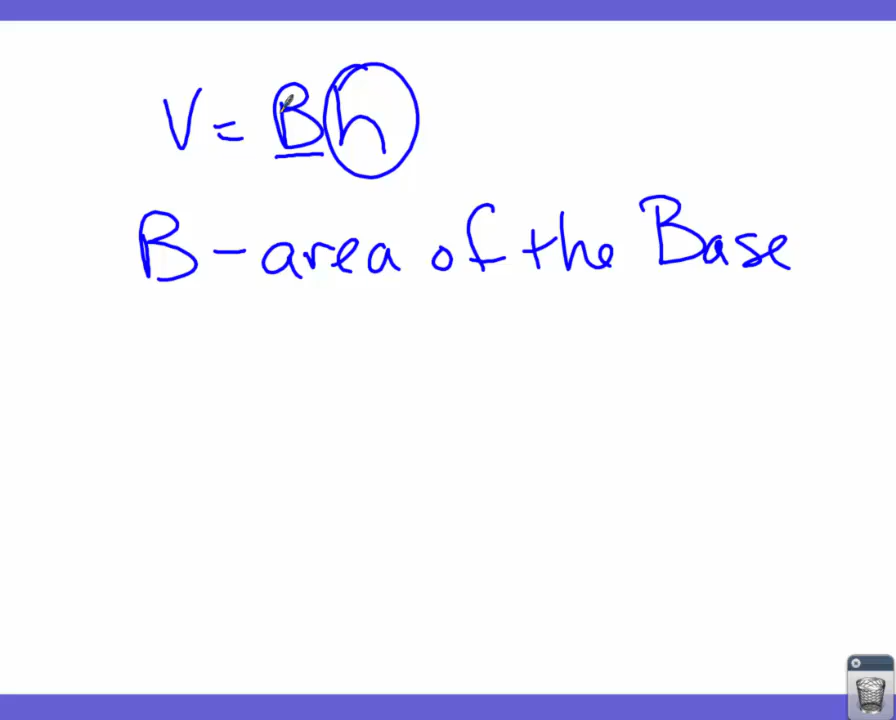 V = Bh
B - area of the Base